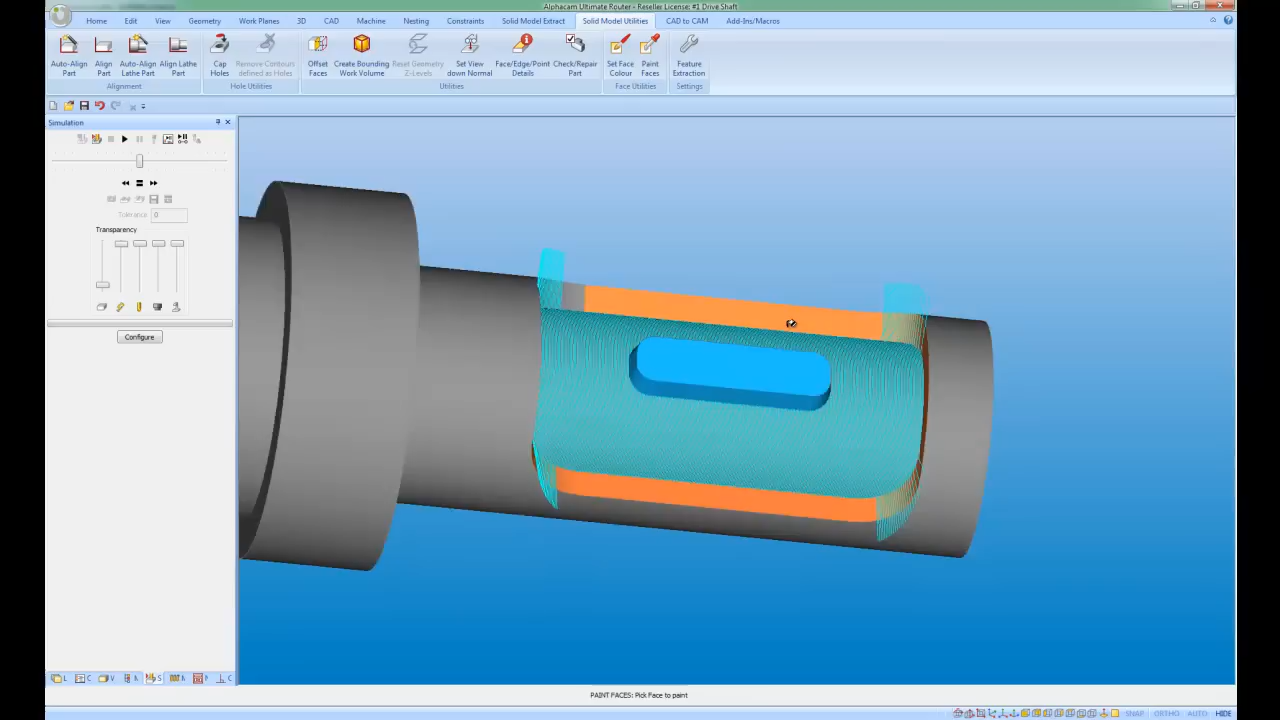 Alphacam Ultimate Router - Reseller License: #1 Drive Shaft
Home Edit View Geometry Work Planes 3D CAD Machine Nesting Constraints Solid Model Extract Solid Model Utilities CAD to CAM Add-Ins/Macros
Auto-Align Part
Align Part
Auto-Align Lathe Part
Align Lathe Part
Alignment
Cap Holes
Remove Contours defined as Holes
Hole Utilities
Offset Faces
Create Bounding Work Volume
Reset Geometry Z-Levels
Set View down Normal
Face/Edge/Point Details
Check/Repair Part
Utilities
Set Face Colour
Paint Faces
Face Utilities
Feature Extraction
Settings
Simulation
Tolerance 0
Transparency
Configure
PAINT FACES: Pick Face to paint
SNAP ORTHO AUTO HIDE